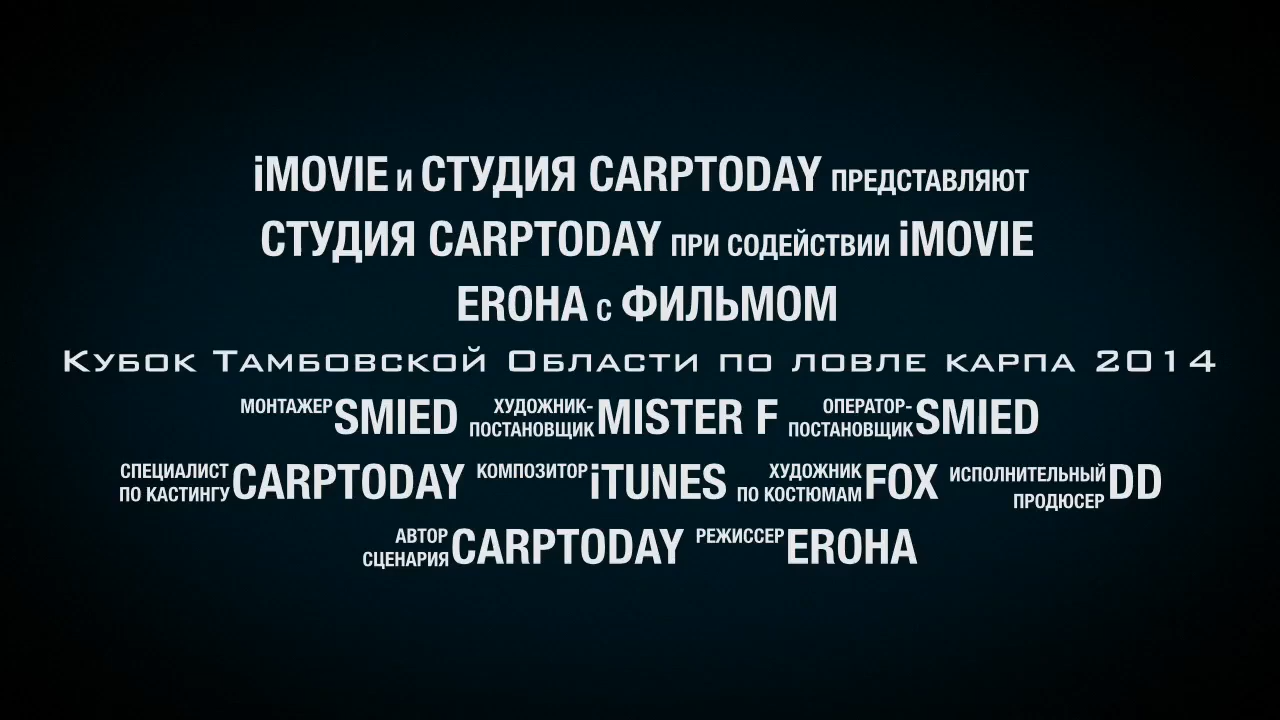 iMOVIE И СТУДИЯ CARPTODAY ПРЕДСТАВЛЯЮТ
СТУДИЯ CARPTODAY ПРИ СОДЕЙСТВИИ iMOVIE
EROHA С ФИЛЬМОМ
Кубок Тамбовской Области по ловле карпа 2014
МОНТАЖЕР SMIED ХУДОЖНИК-ПОСТАНОВЩИК MISTER F ОПЕРАТОР-ПОСТАНОВЩИК SMIED
СПЕЦИАЛИСТ ПО КАСТИНГУ CARPTODAY КОМПОЗИТОР iTUNES ХУДОЖНИК ПО КОСТЮМАМ FOX ИСПОЛНИТЕЛЬНЫЙ ПРОДЮСЕР DD
АВТОР СЦЕНАРИЯ CARPTODAY РЕЖИССЕР EROHA